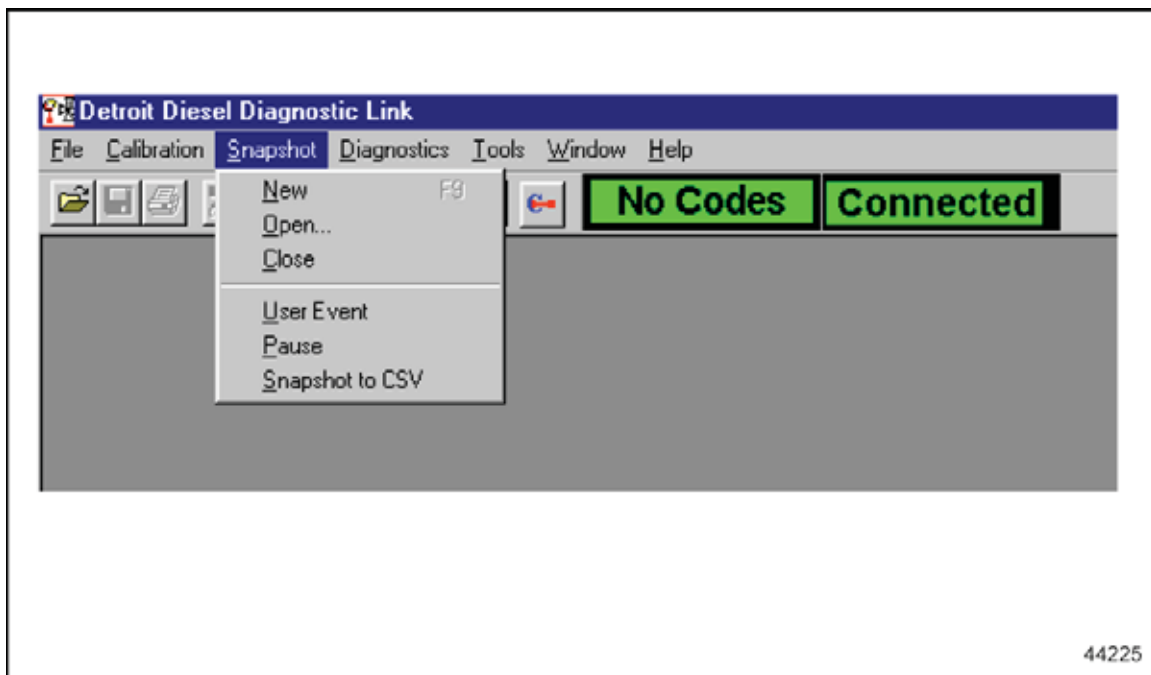 Detroit Diesel Diagnostic Link
File Calibration Snapshot Diagnostics Tools Window Help
No Codes Connected
New F9
Open...
Close
User Event
Pause
Snapshot to CSV
44225